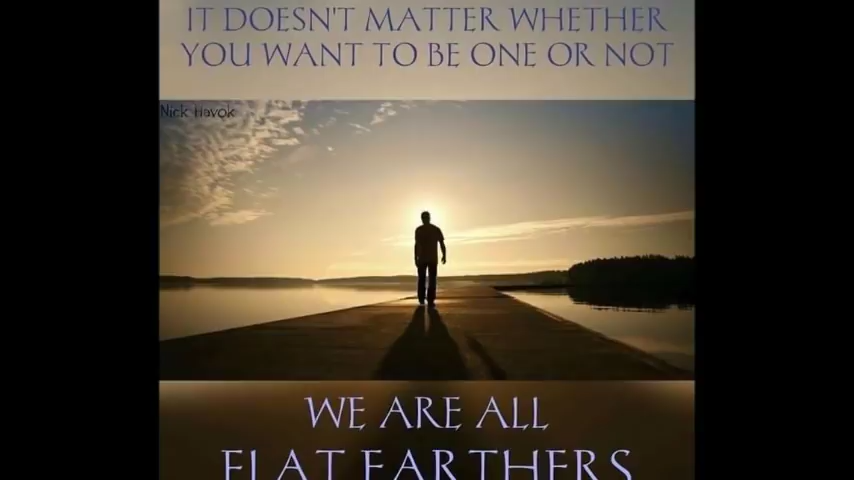 IT DOESN'T MATTER WHETHER
YOU WANT TO BE ONE OR NOT
Nick Havok
WE ARE ALL
FLAT EARTHERS